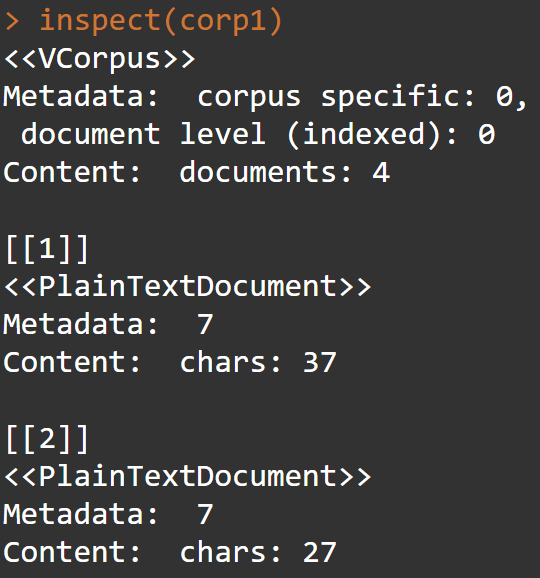 > inspect(corp1)
<<VCorpus>>
Metadata:  corpus specific: 0,
 document level (indexed): 0
Content:  documents: 4

[[1]]
<<PlainTextDocument>>
Metadata:  7
Content:  chars: 37

[[2]]
<<PlainTextDocument>>
Metadata:  7
Content:  chars: 27